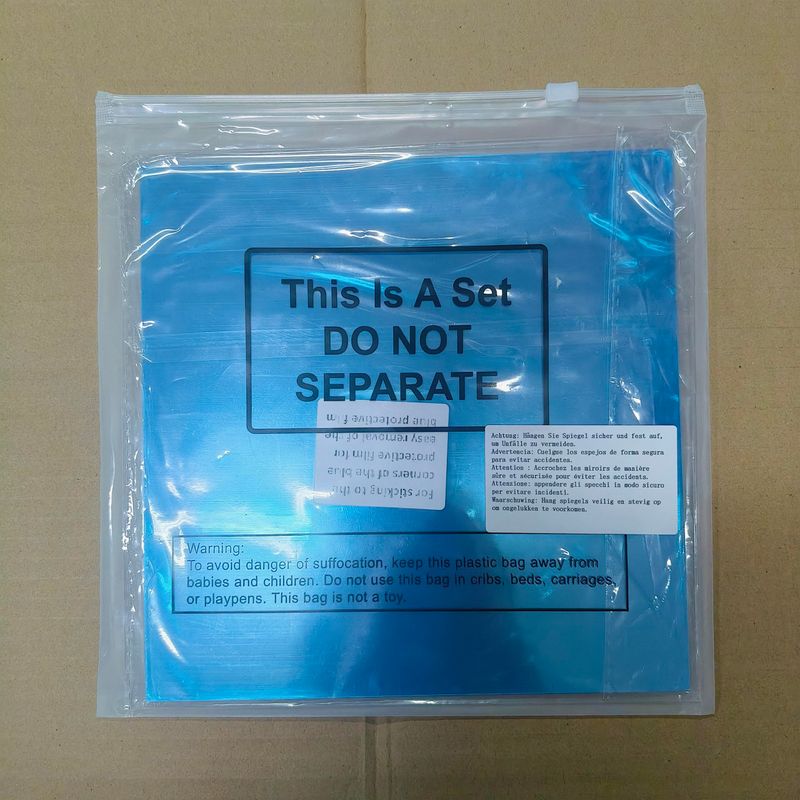 This Is A Set
DO NOT
SEPARATE
For sticking to the
corners of the blue
protective film for
easy removal of the
blue protective film
Achtung: Hängen Sie Spiegel sicher und fest auf,
um Unfälle zu vermeiden.
Advertencia: Cuelgue los espejos de forma segura
para evitar accidentes.
Attention : Accrochez les miroirs de manière
sûre et sécurisée pour éviter les accidents.
Attenzione: appendere gli specchi in modo sicuro
per evitare incidenti.
Waarschuwing: Hang spiegels veilig en stevig op
om ongelukken te voorkomen.
Warning:
To avoid danger of suffocation, keep this plastic bag away from
babies and children. Do not use this bag in cribs, beds, carriages,
or playpens. This bag is not a toy.